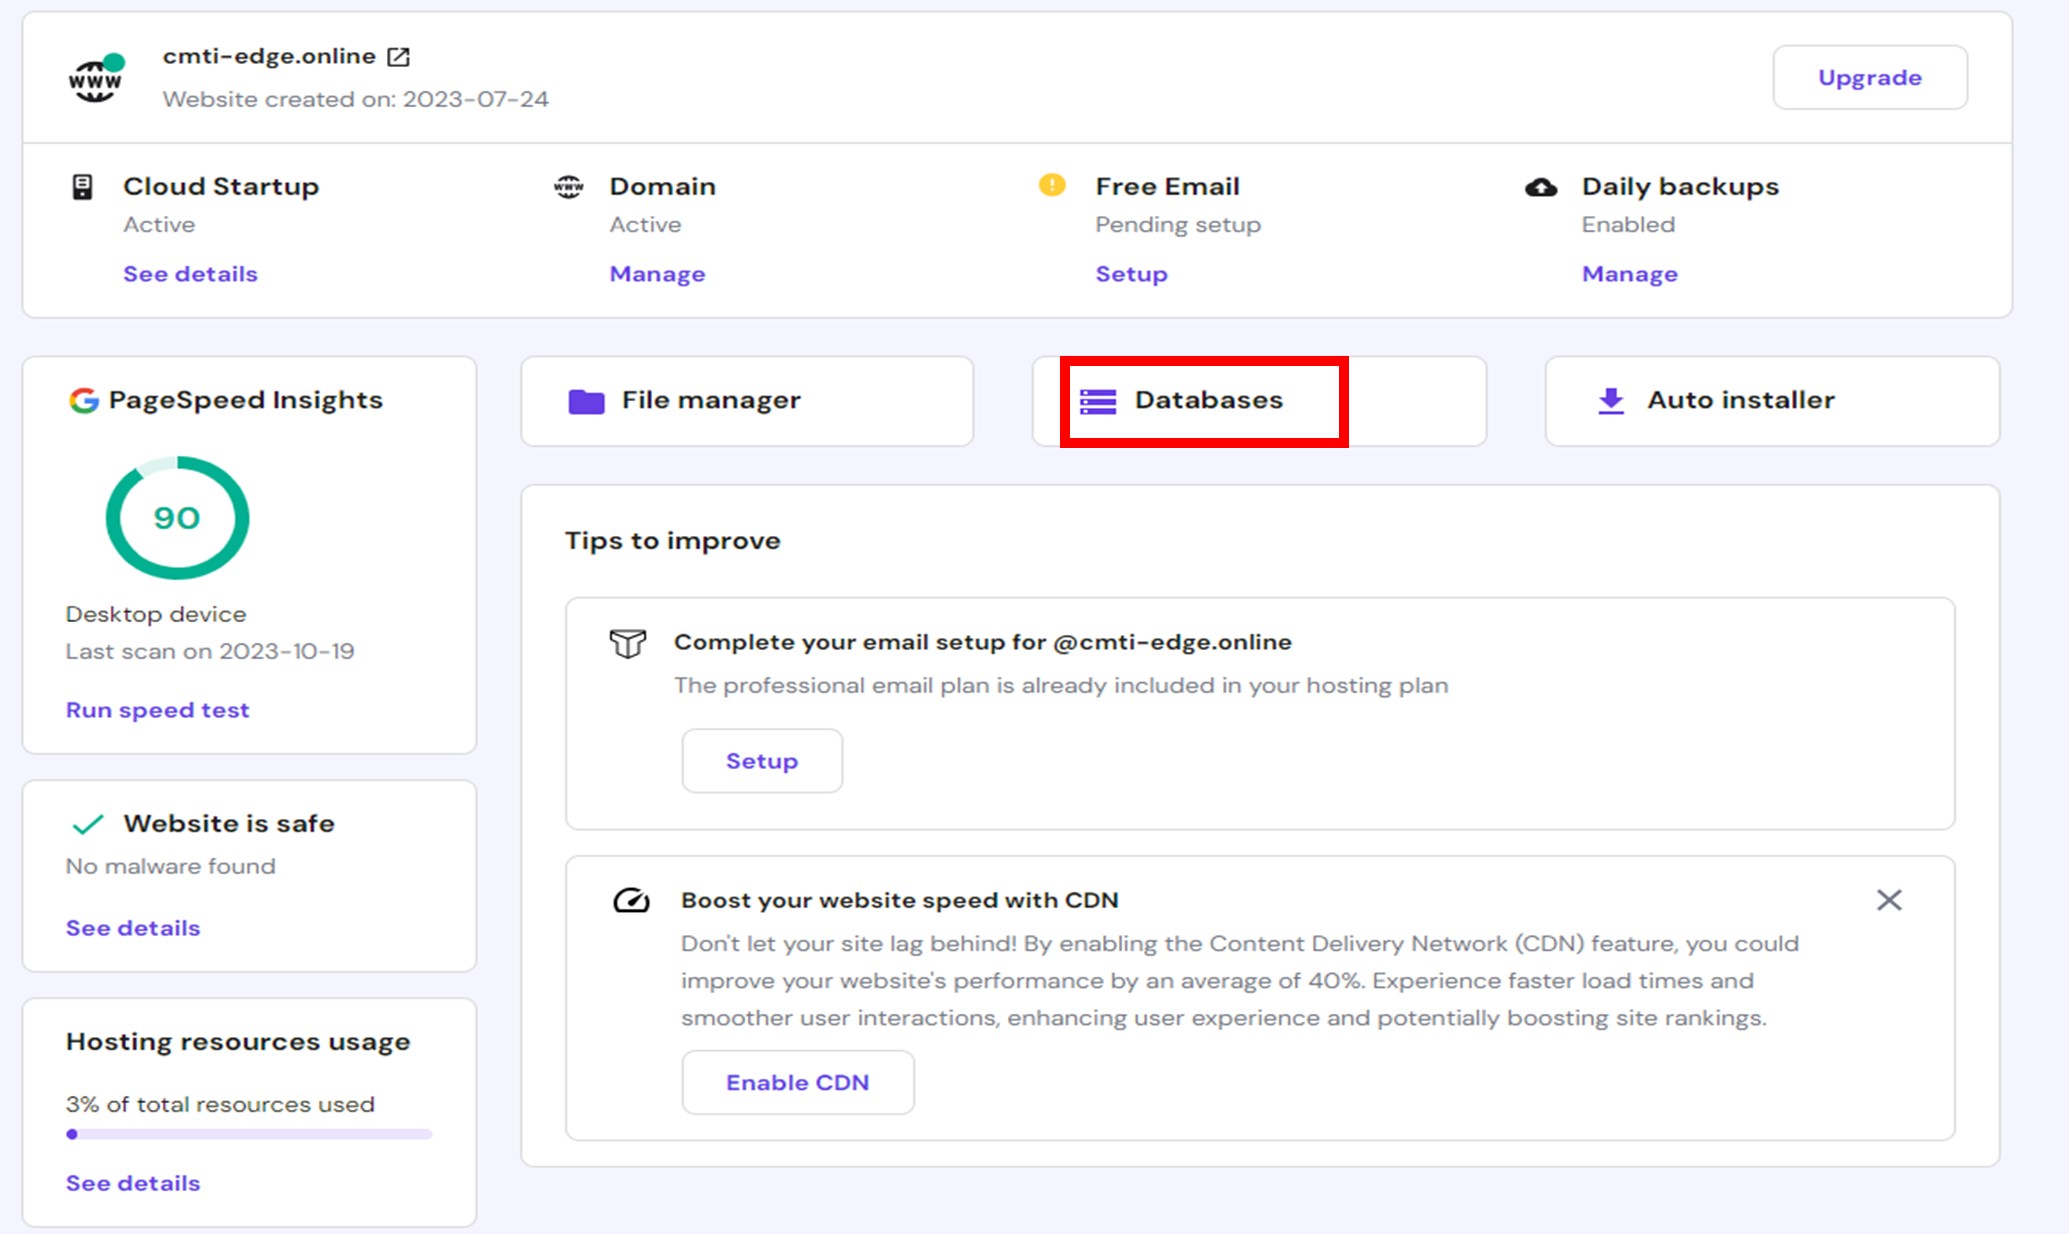 cmti-edge.online
www
Website created on: 2023-07-24
Upgrade
Cloud Startup
Active
See details
www
Domain
Active
Manage
Free Email
Pending setup
Setup
Daily backups
Enabled
Manage
PageSpeed Insights
90
Desktop device
Last scan on 2023-10-19
Run speed test
Website is safe
No malware found
See details
Hosting resources usage
3% of total resources used
See details
File manager
Databases
Auto installer
Tips to improve
Complete your email setup for @cmti-edge.online
The professional email plan is already included in your hosting plan
Setup
Boost your website speed with CDN
Don't let your site lag behind! By enabling the Content Delivery Network (CDN) feature, you could
improve your website's performance by an average of 40%. Experience faster load times and
smoother user interactions, enhancing user experience and potentially boosting site rankings.
Enable CDN